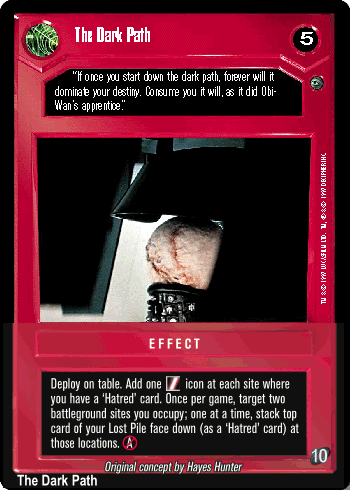 The Dark Path
5
"If once you start down the dark path, forever will it
dominate your destiny. Consume you it will, as it did Obi-
Wan's apprentice."
EFFECT
Deploy on table. Add one icon at each site where
you have a 'Hatred' card. Once per game, target two
battleground sites you occupy; one at a time, stack top
card of your Lost Pile face down (as a 'Hatred' card) at
those locations. A
10
Original concept by Hayes Hunter
The Dark Path